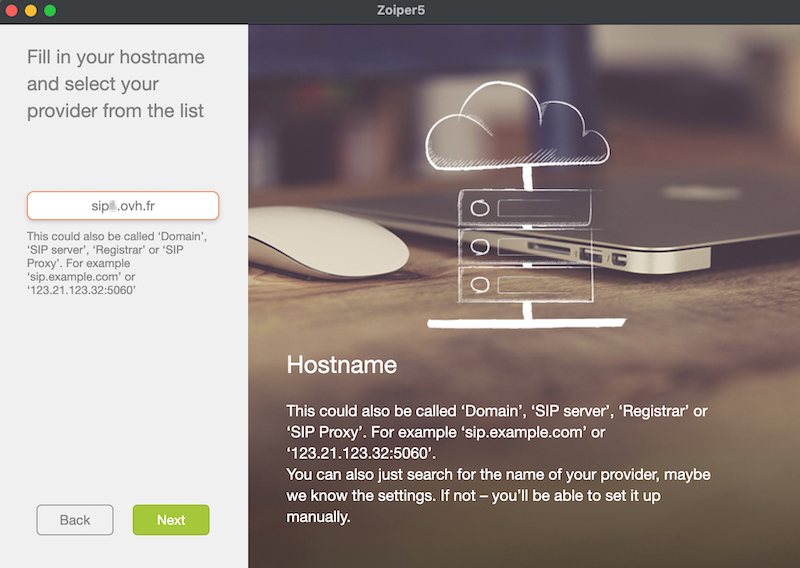 Zoiper5
Fill in your hostname
and select your
provider from the list
sip .ovh.fr
This could also be called ‘Domain’,
‘SIP server’, ‘Registrar’ or ‘SIP
Proxy’. For example
‘sip.example.com’ or
‘123.21.123.32:5060’
Back
Next
Hostname
This could also be called ‘Domain’, ‘SIP server’, ‘Registrar’ or
‘SIP Proxy’. For example ‘sip.example.com’ or
‘123.21.123.32:5060’.
You can also just search for the name of your provider, maybe
we know the settings. If not – you’ll be able to set it up
manually.